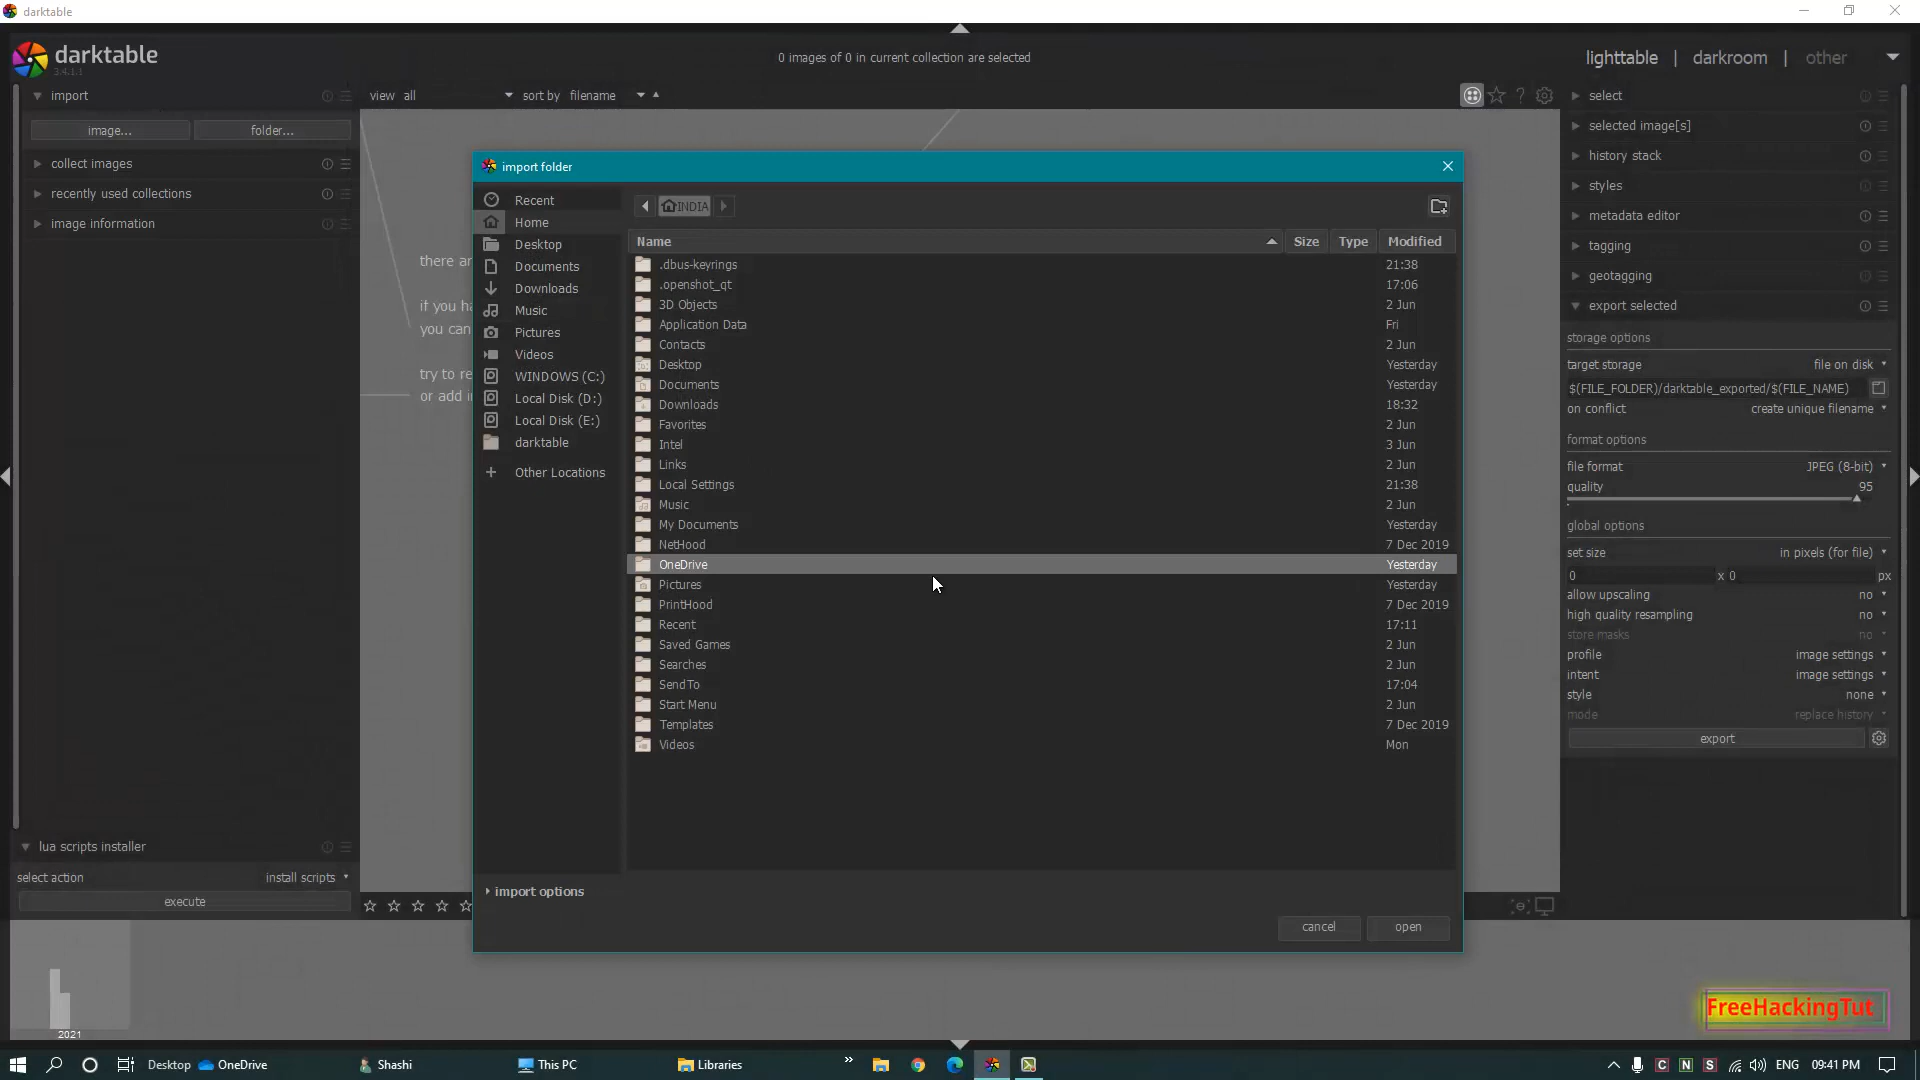 darktable
darktable
3.4.1.1
0 images of 0 in current collection are selected
lighttable | darkroom | other
import
view all
sort by filename
image...
folder...
collect images
recently used collections
image information
there
if you
you can
try to
or add
import folder
Recent
Home
Desktop
Documents
Downloads
Music
Pictures
Videos
WINDOWS (C:)
Local Disk (D:)
Local Disk (E:)
darktable
Other Locations
INDIA
Name Size Type Modified
.dbus-keyrings 21:38
.openshot_qt 17:06
3D Objects 2 Jun
Application Data Fri
Contacts 2 Jun
Desktop Yesterday
Documents Yesterday
Downloads 18:32
Favorites 2 Jun
Intel 3 Jun
Links 2 Jun
Local Settings 21:38
Music 2 Jun
My Documents Yesterday
NetHood 7 Dec 2019
OneDrive Yesterday
Pictures Yesterday
PrintHood 7 Dec 2019
Recent 17:11
Saved Games 2 Jun
Searches 2 Jun
SendTo 17:04
Start Menu 2 Jun
Templates 7 Dec 2019
Videos Mon
import options
cancel
open
select
selected image[s]
history stack
styles
metadata editor
tagging
geotagging
export selected
storage options
target storage file on disk
$(FILE_FOLDER)/darktable_exported/$(FILE_NAME)
on conflict create unique filename
format options
file format JPEG (8-bit)
quality 95
global options
set size in pixels (for file)
0 x 0 px
allow upscaling no
high quality resampling no
store masks no
profile image settings
intent image settings
style none
mode replace history
export
lua scripts installer
select action install scripts
execute
2021
FreeHackingTut
Desktop
OneDrive
Shashi
This PC
Libraries
C N S
ENG
09:41 PM